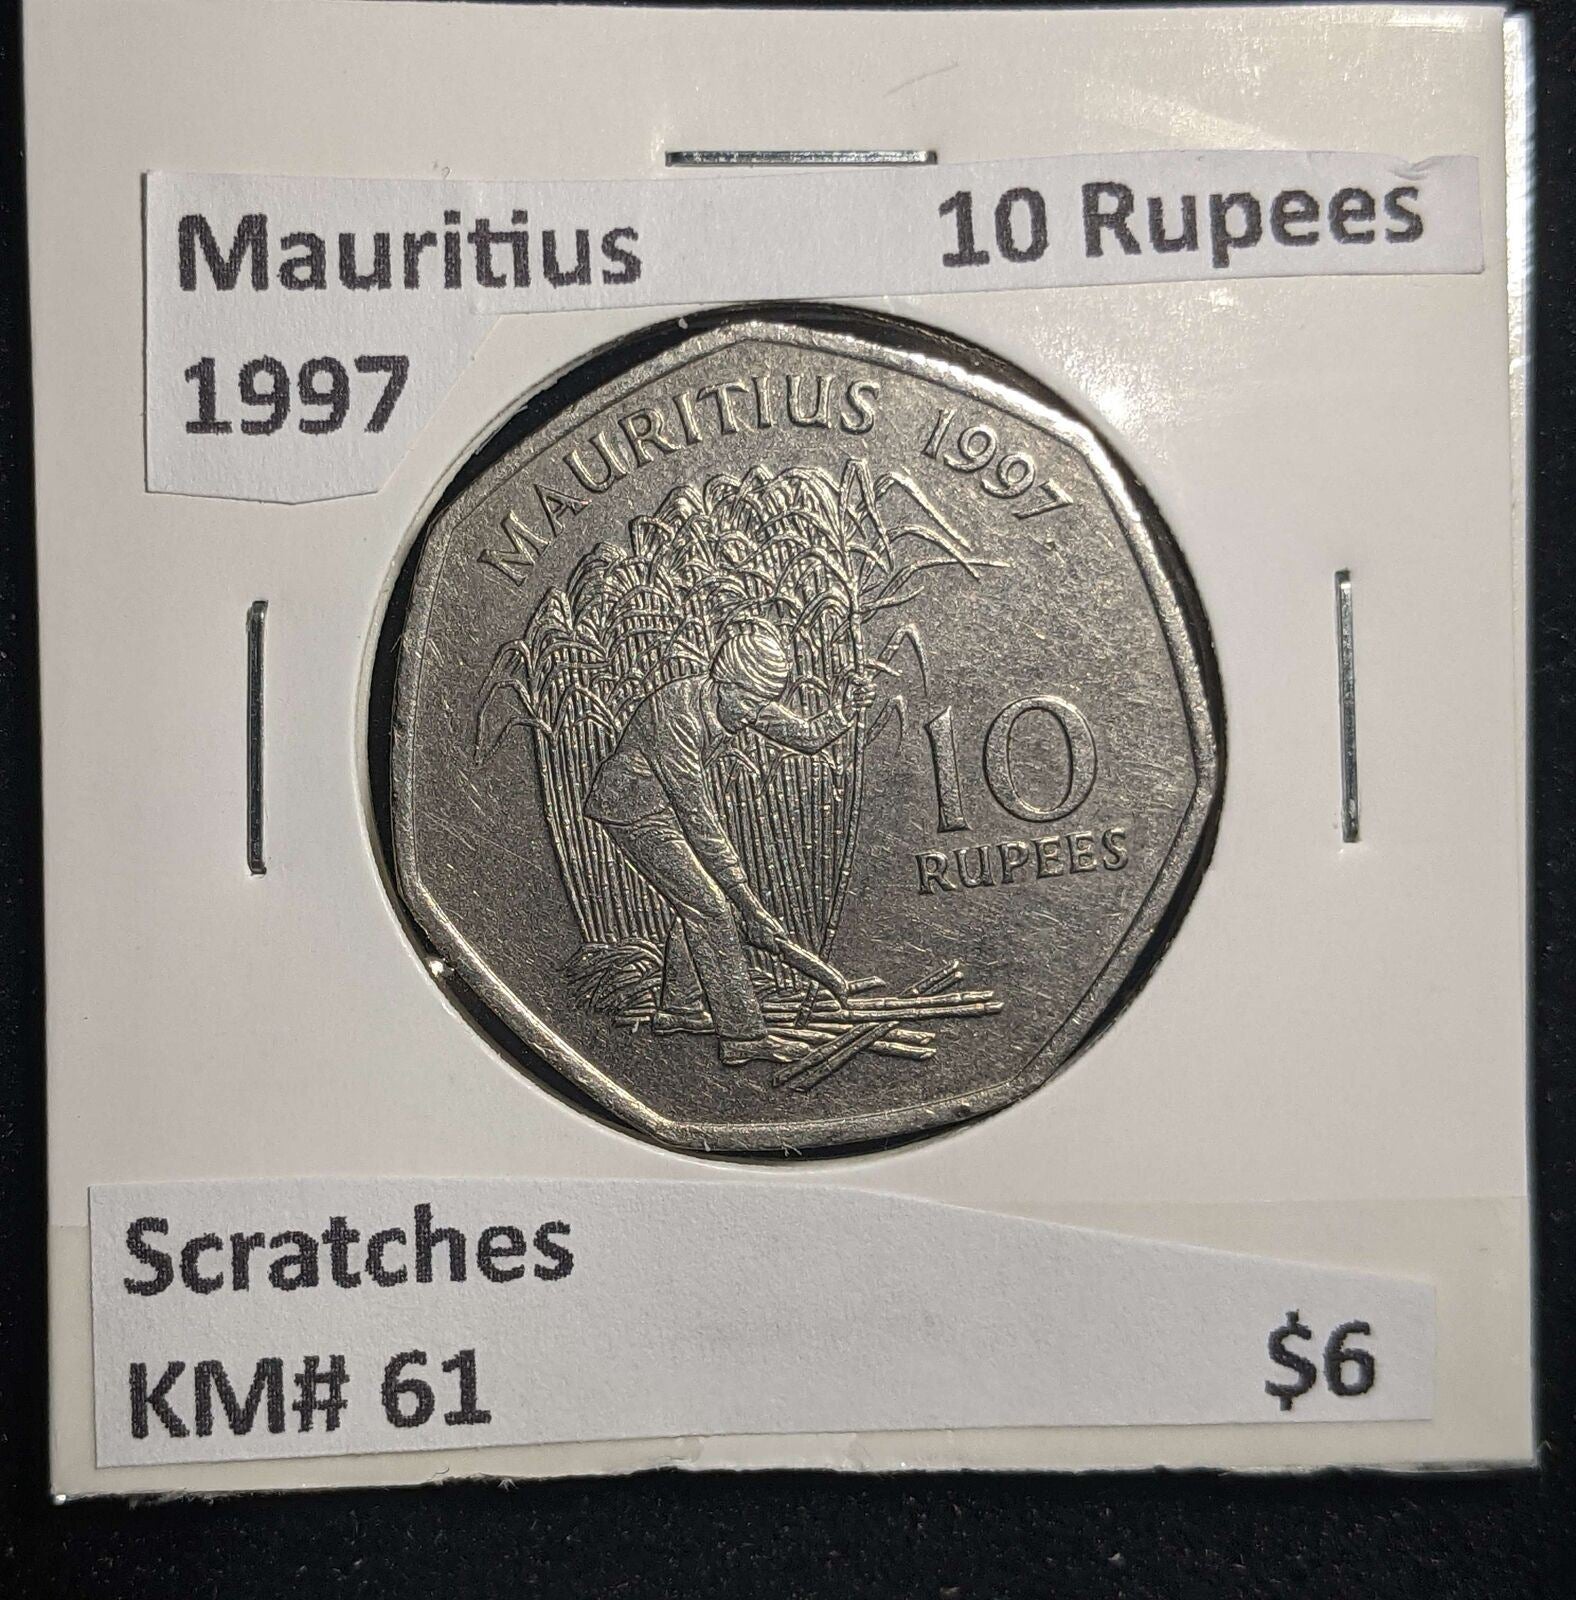 Mauritius 10 Rupees
1997
MAURITIUS 1997
10
RUPEES
Scratches
KM# 61 $6